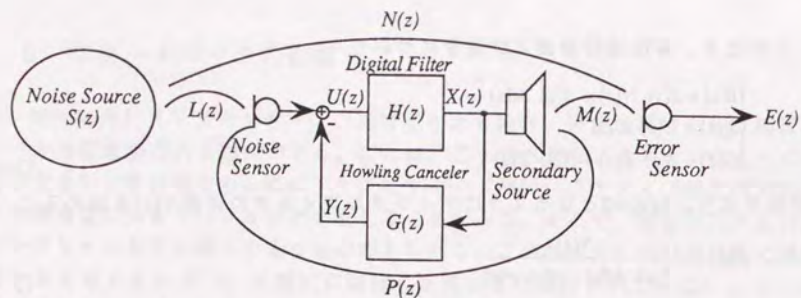 N(z)
Digital Filter
Noise Source
S(z)
L(z)
U(z)
H(z)
X(z)
M(z)
E(z)
Noise
Sensor
Howling Canceler
Secondary
Source
Error
Sensor
Y(z)
G(z)
P(z)